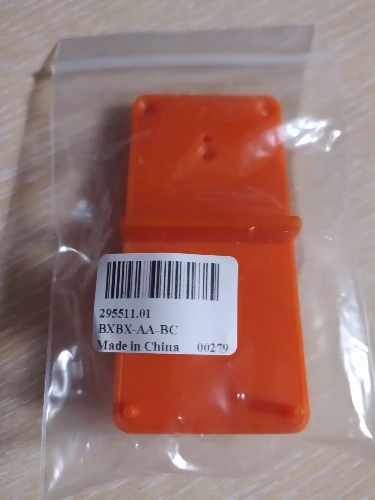 295511.01
BXBX-AA-BC
Made in China 00279